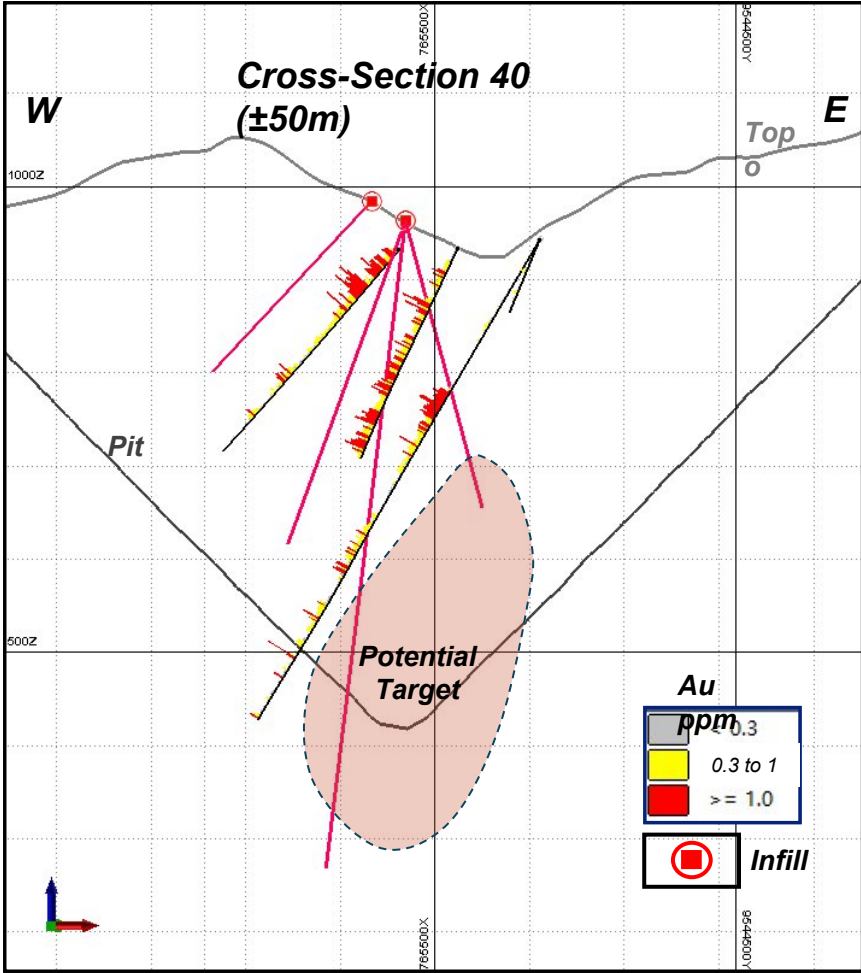 765500X
9544500Y
Cross-Section 40
(±50m)
W
E
Top
o
1000Z
Pit
500Z
Potential
Target
Au
ppm
< 0.3
0.3 to 1
>= 1.0
Infill
765500X
9544500Y